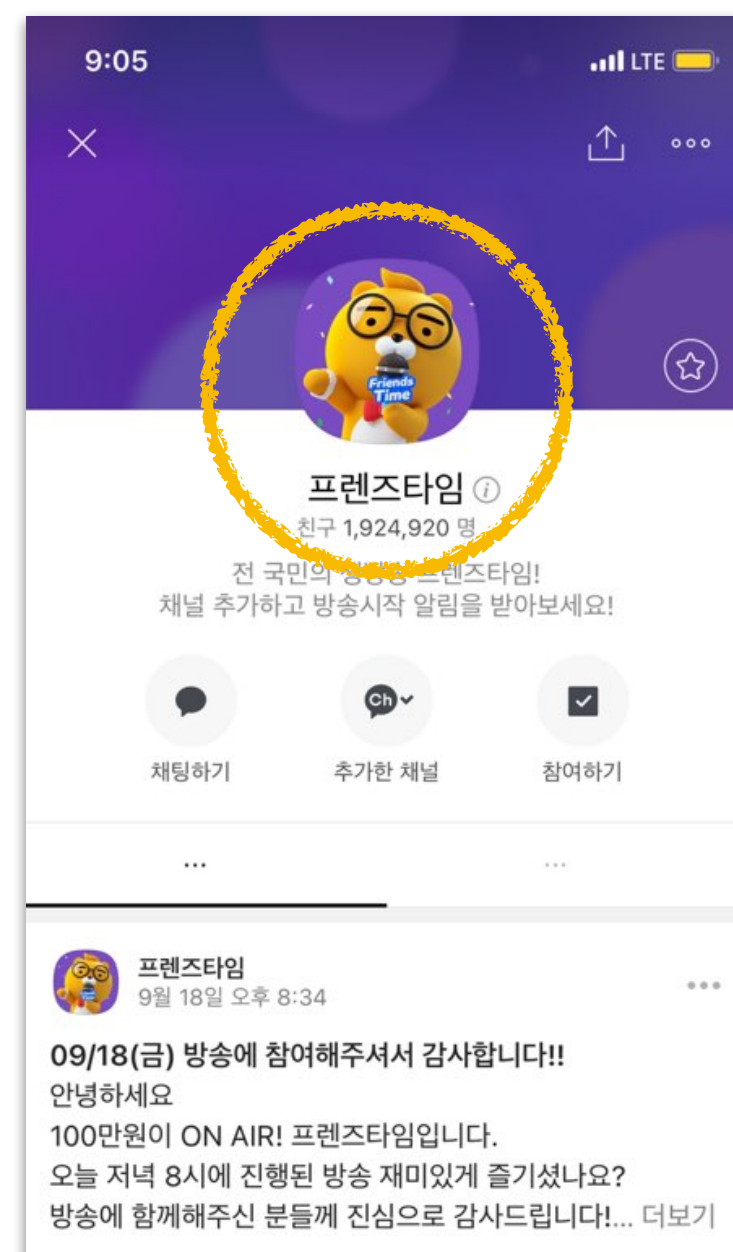 9:05
LTE
Friends
Time
프렌즈타임
친구 1,924,920 명
전 국민의 프렌즈타임!
채널 추가하고 방송시작 알림을 받아보세요!
Ch
채팅하기
추가한 채널
참여하기
...
...
프렌즈타임
9월 18일 오후 8:34
09/18(금) 방송에 참여해주셔서 감사합니다!!
안녕하세요
100만원이 ON AIR! 프렌즈타임입니다.
오늘 저녁 8시에 진행된 방송 재미있게 즐기셨나요?
방송에 함께해주신 분들께 진심으로 감사드립니다!... 더보기